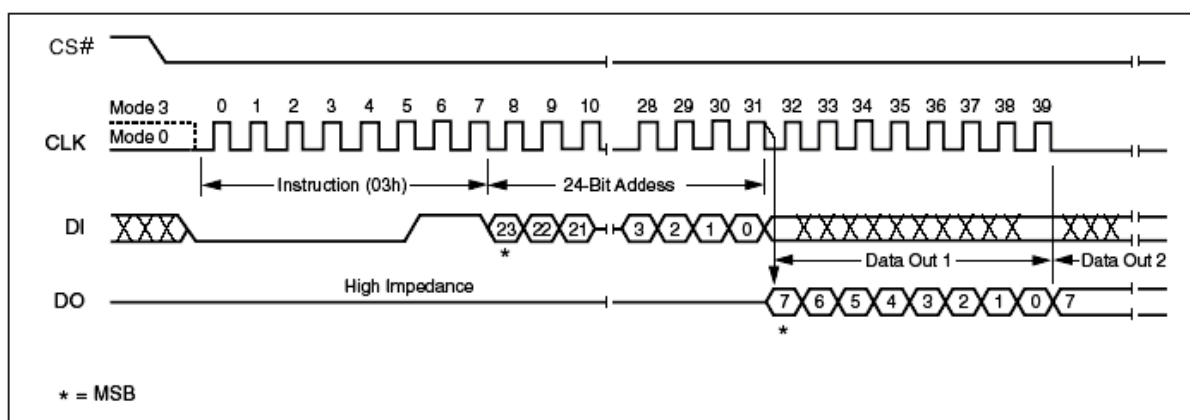 CS#
Mode 3 0 1 2 3 4 5 6 7 8 9 10 28 29 30 31 32 33 34 35 36 37 38 39
CLK Mode 0
Instruction (03h) 24-Bit Addess
DI 23 22 21 3 2 1 0
* Data Out 1 Data Out 2
High Impedance
DO 7 6 5 4 3 2 1 0 7
*
* = MSB